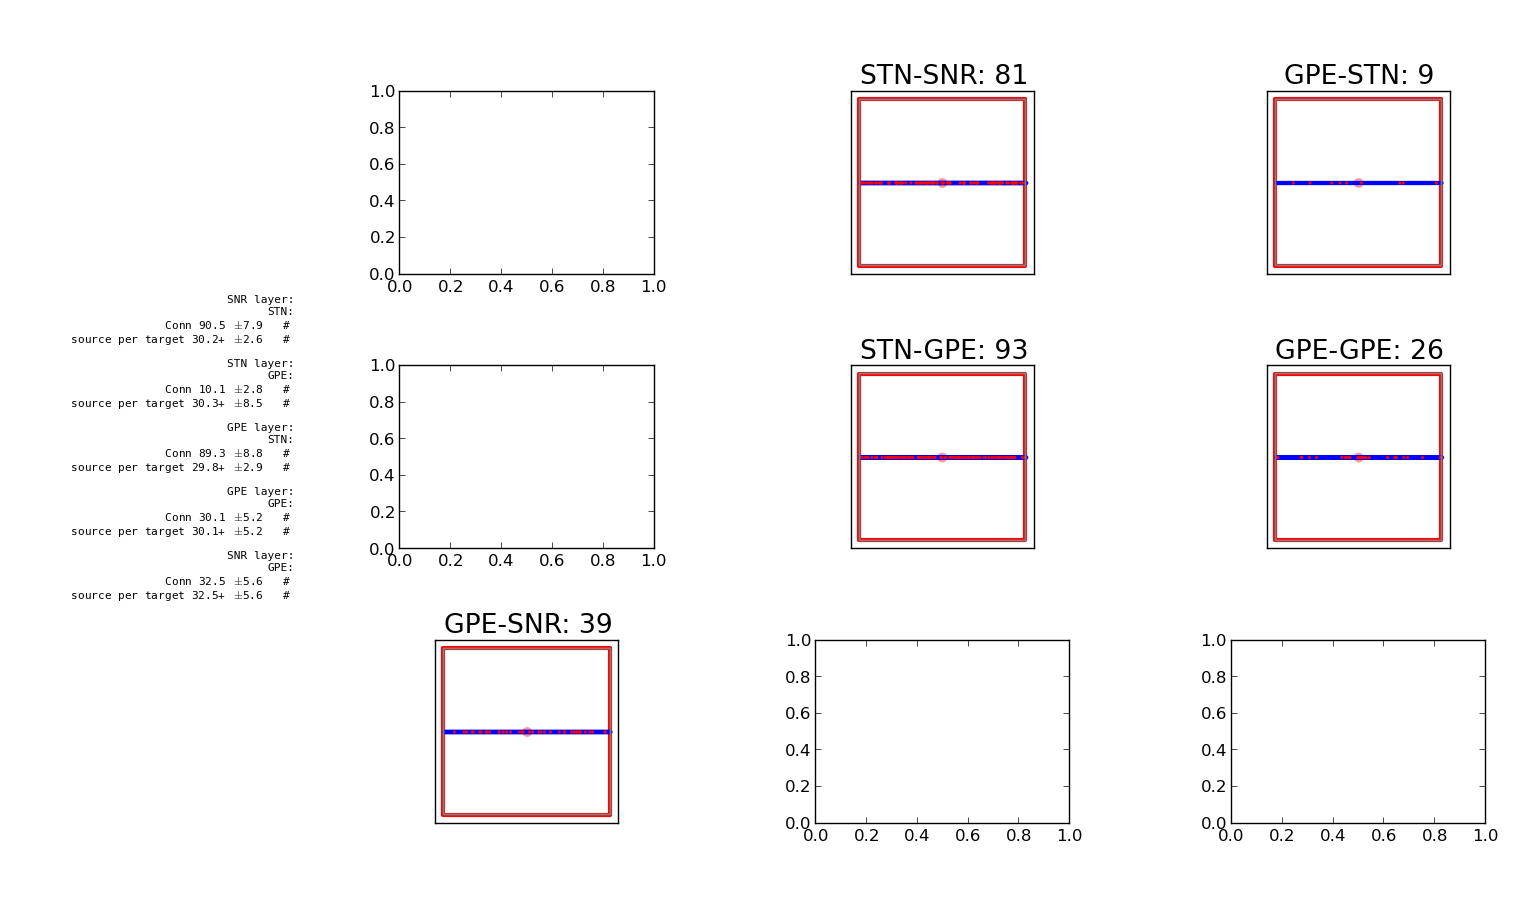 STN-SNR: 81
GPE-STN: 9
1.0
0.8
0.6
0.4
0.2
0.0
0.0 0.2 0.4 0.6 0.8 1.0
SNR layer:
STN:
Conn 90.5 ±7.9 #
source per target 30.2+ ±2.6 #
STN layer:
GPE:
Conn 10.1 ±2.8 #
source per target 30.3+ ±8.5 #
GPE layer:
STN:
Conn 89.3 ±8.8 #
source per target 29.8+ ±2.9 #
GPE layer:
GPE:
Conn 30.1 ±5.2 #
source per target 30.1+ ±5.2 #
SNR layer:
GPE:
Conn 32.5 ±5.6 #
source per target 32.5+ ±5.6 #
STN-GPE: 93
GPE-GPE: 26
1.0
0.8
0.6
0.4
0.2
0.0
0.0 0.2 0.4 0.6 0.8 1.0
GPE-SNR: 39
1.0
0.8
0.6
0.4
0.2
0.0
0.0 0.2 0.4 0.6 0.8 1.0
1.0
0.8
0.6
0.4
0.2
0.0
0.0 0.2 0.4 0.6 0.8 1.0